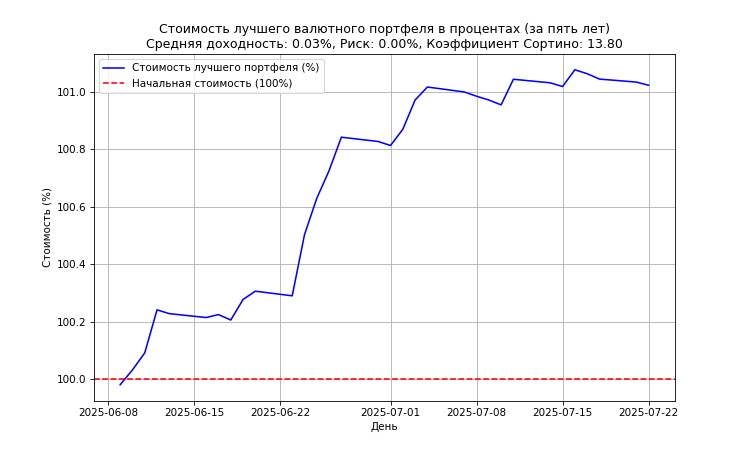 Стоимость лучшего валютного портфеля в процентах (за пять лет)
Средняя доходность: 0.03%, Риск: 0.00%, Коэффициент Сортино: 13.80
Стоимость лучшего портфеля (%)
Начальная стоимость (100%)
Стоимость (%)
101.0
100.8
100.6
100.4
100.2
100.0
2025-06-08 2025-06-15 2025-06-22 2025-07-01 2025-07-08 2025-07-15 2025-07-22
День